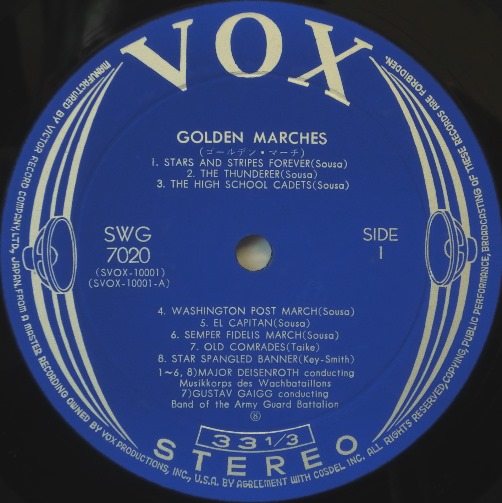 VOX
GOLDEN MARCHES
(ゴールデン・マーチ)
1. STARS AND STRIPES FOREVER(Sousa)
2. THE THUNDERER(Sousa)
3. THE HIGH SCHOOL CADETS(Sousa)
SWG
7020
(SVOX-10001)
(SVOX-10001-A)
SIDE
1
4. WASHINGTON POST MARCH(Sousa)
5. EL CAPITAN(Sousa)
6. SEMPER FIDELIS MARCH(Sousa)
7. OLD COMRADES(Taike)
8. STAR SPANGLED BANNER(Key-Smith)
1~6, 8)MAJOR DEISENROTH conducting
Musikkorps des Wachbataillons
7)GUSTAV GAIGG conducting
Band of the Army Guard Battalion
33 1/3
STEREO
MANUFACTURED BY VICTOR RECORD COMPANY, LTD., JAPAN, FROM A MASTER RECORDING OWNED BY VOX PRODUCTIONS, INC., U.S.A. BY AGREEMENT WITH COSDEL INC. ALL RIGHTS RESERVED, COPYING, PUBLIC PERFORMANCE, BROADCASTING OF THESE RECORDS ARE FORBIDDEN.